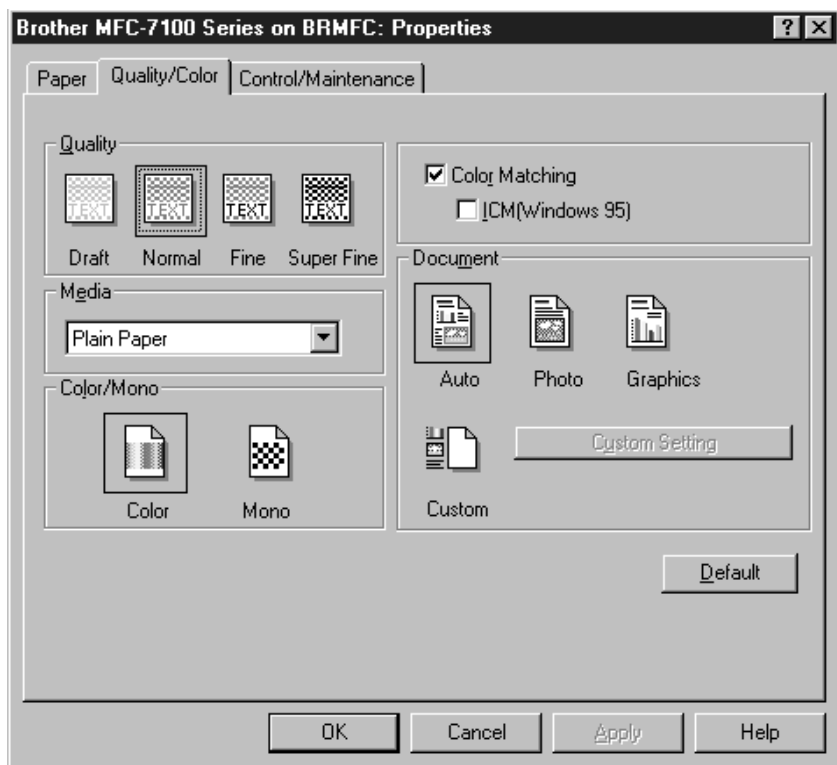 Brother MFC-7100 Series on BRMFC: Properties
Paper
Quality/Color
Control/Maintenance
Quality
TEXT TEXT TEXT TEXT
Draft Normal Fine Super Fine
Media
Plain Paper
Color/Mono
Color Mono
Color Matching
ICM(Windows 95)
Document
Auto Photo Graphics
Custom Setting
Custom
Default
OK Cancel Apply Help